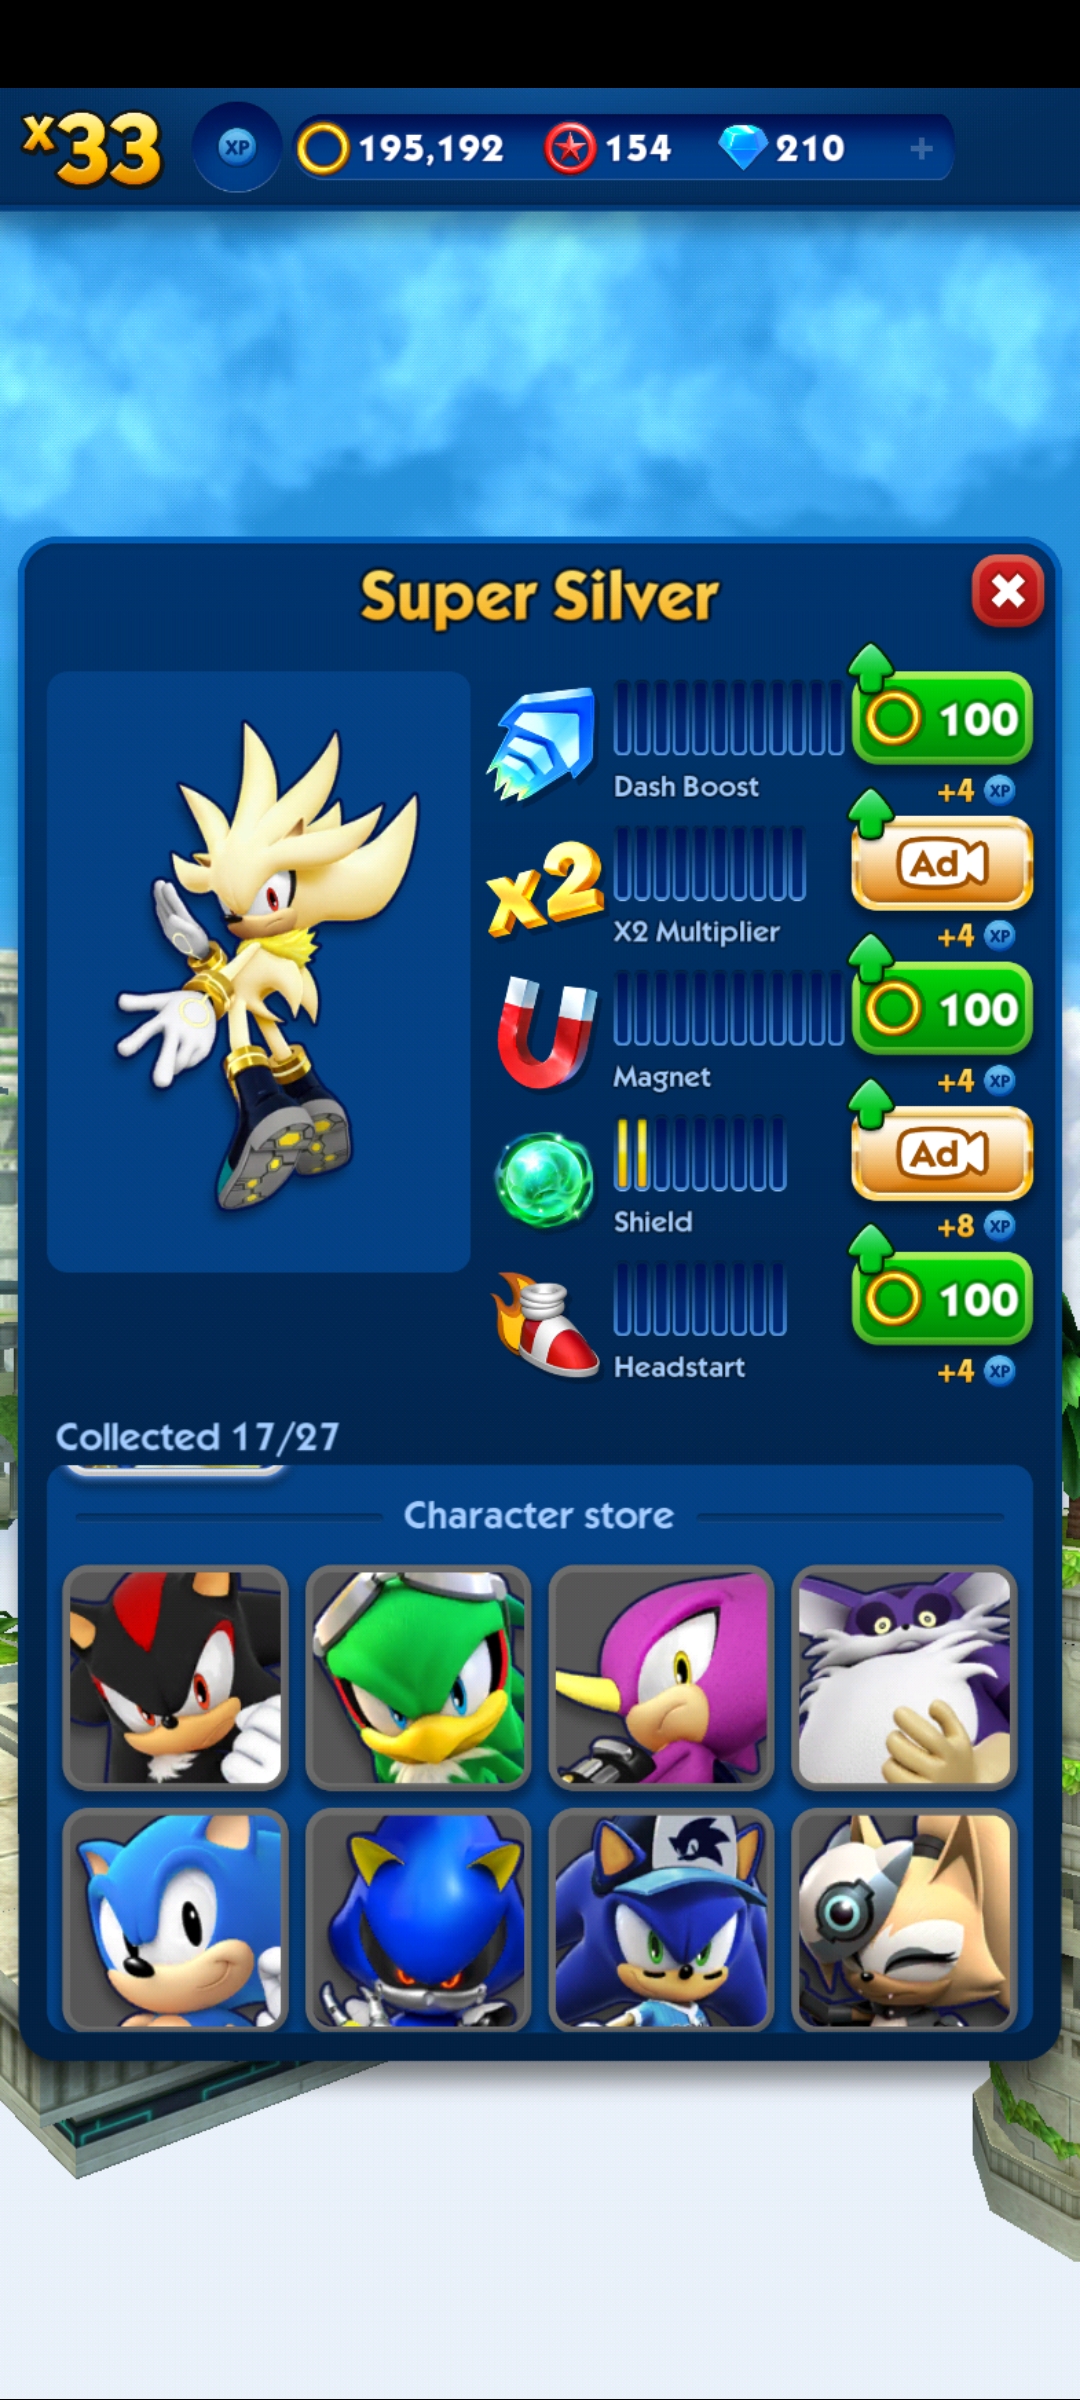 x33
XP
195,192
154
210
+
Super Silver
100
Dash Boost
+4 XP
x2
Ad
X2 Multiplier
+4 XP
100
Magnet
+4 XP
Ad
Shield
+8 XP
100
Headstart
+4 XP
Collected 17/27
Character store